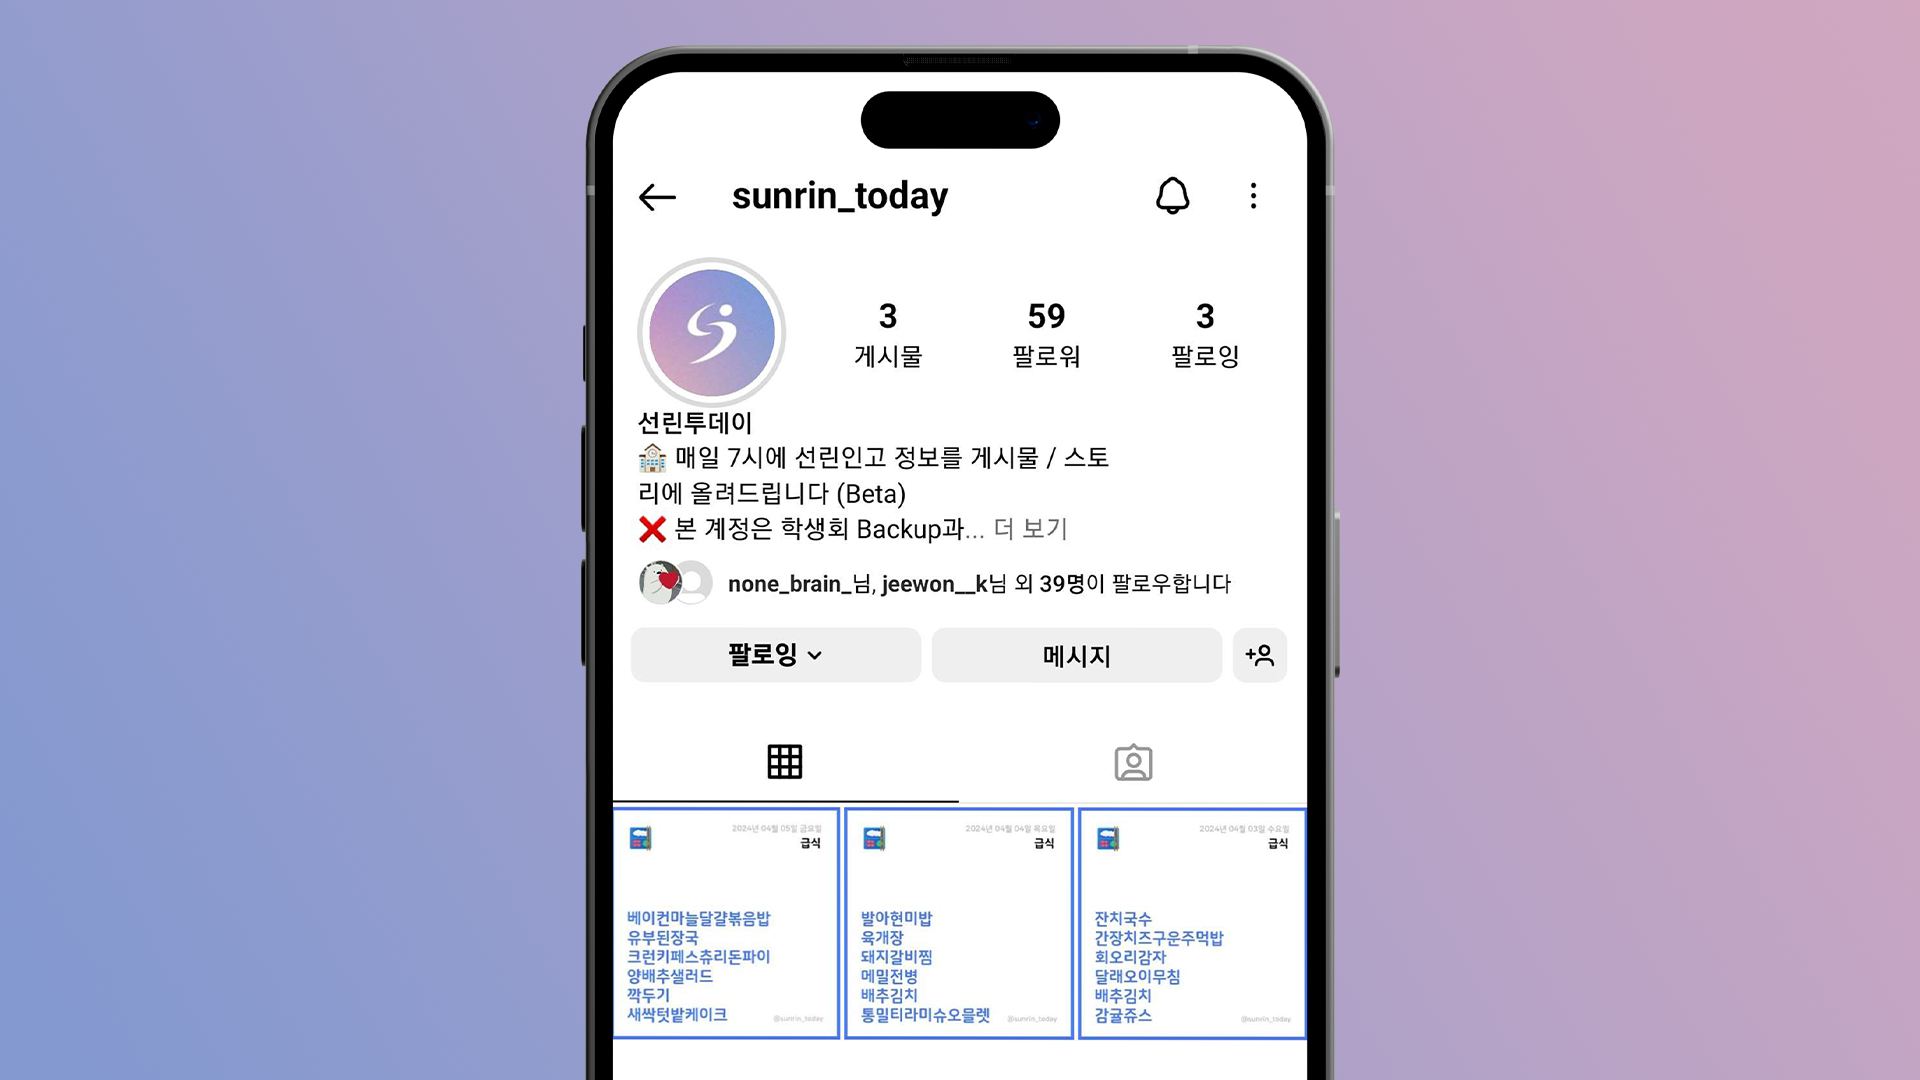 sunrin_today
3
59
3
게시물
팔로워
팔로잉
선린투데이
🏫 매일 7시에 선린인고 정보를 게시물 / 스토
리에 올려드립니다 (Beta)
❌ 본 계정은 학생회 Backup과... 더 보기
none_brain_님, jeewon__k님 외 39명이 팔로우합니다
팔로잉
메시지
2024년 04월 05일 금요일
급식
베이컨마늘달걀볶음밥
유부된장국
크런키페스츄리돈파이
양배추샐러드
깍두기
새싹텃밭케이크
@sunrin_today
2024년 04월 04일 목요일
급식
발아현미밥
육개장
돼지갈비찜
메밀전병
배추김치
통밀티라미슈오믈렛
@sunrin_today
2024년 04월 03일 수요일
급식
잔치국수
간장치즈구운주먹밥
회오리감자
달래오이무침
배추김치
감귤쥬스
@sunrin_today